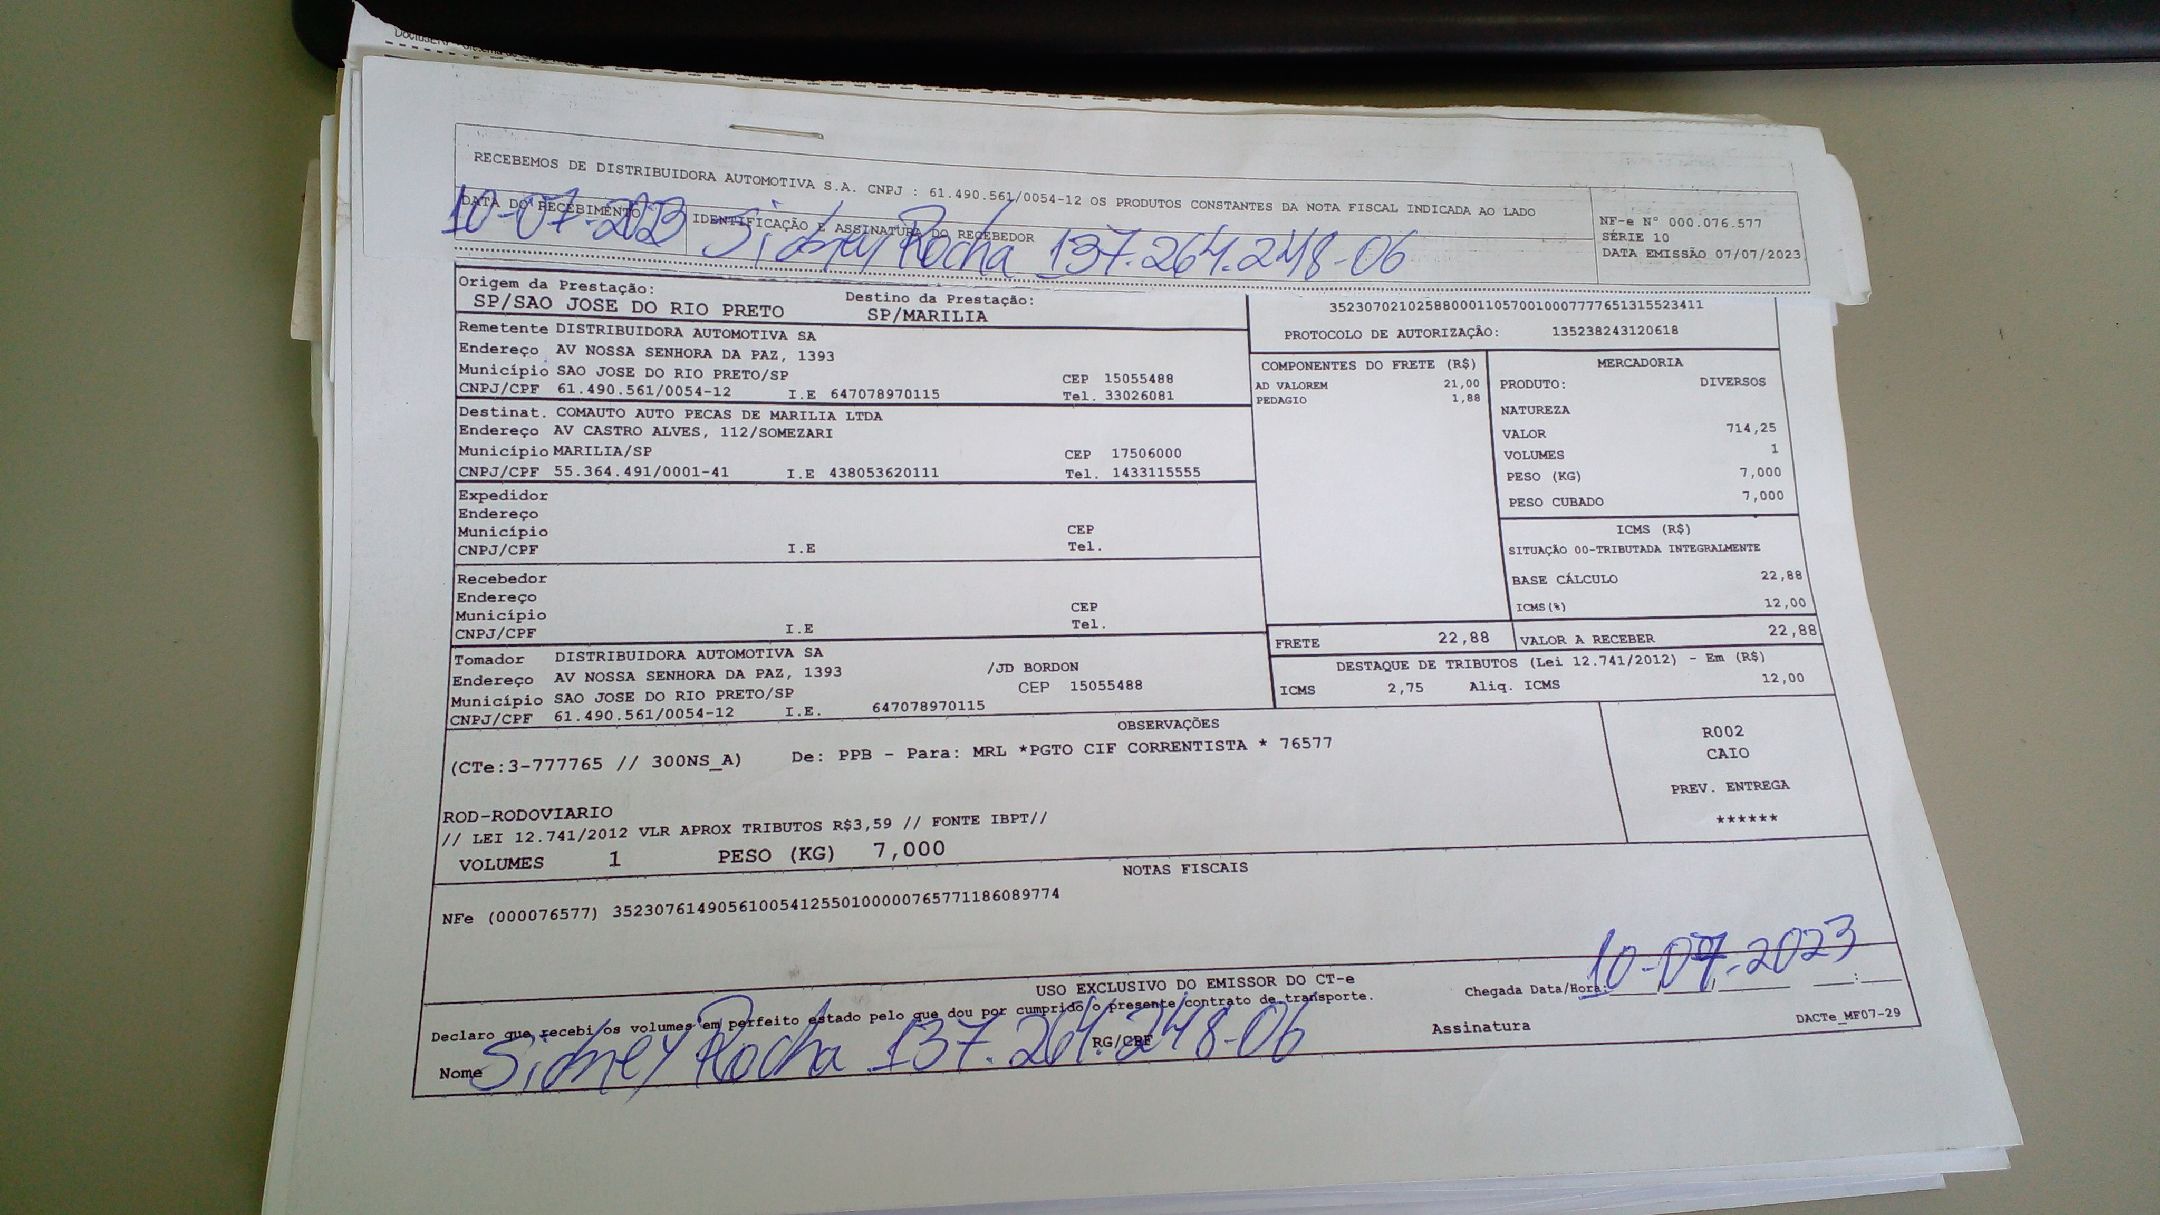 RECEBEMOS DE DISTRIBUIDORA AUTOMOTIVA S.A. CNPJ : 61.490.561/0054-12 OS PRODUTOS CONSTANTES DA NOTA FISCAL INDICADA AO LADO
DATA DO RECEBIMENTO
10-07-2023
IDENTIFICAÇÃO E ASSINATURA DO RECEBEDOR
Sidney Rocha 137.264.248-06
NF-e N° 000.076.577
SÉRIE 10
DATA EMISSÃO 07/07/2023
Origem da Prestação:
SP/SAO JOSE DO RIO PRETO
Destino da Prestação:
SP/MARILIA
35230702102588000110570010007777651315523411
PROTOCOLO DE AUTORIZAÇÃO: 135238243120618
Remetente DISTRIBUIDORA AUTOMOTIVA SA
Endereço AV NOSSA SENHORA DA PAZ, 1393
Município SAO JOSE DO RIO PRETO/SP CEP 15055488
CNPJ/CPF 61.490.561/0054-12 I.E 647078970115 Tel. 33026081
Destinat. COMAUTO AUTO PECAS DE MARILIA LTDA
Endereço AV CASTRO ALVES, 112/SOMEZARI
Município MARILIA/SP CEP 17506000
CNPJ/CPF 55.364.491/0001-41 I.E 438053620111 Tel. 1433115555
Expedidor
Endereço
Município CEP
CNPJ/CPF I.E Tel.
Recebedor
Endereço
Município CEP
CNPJ/CPF I.E Tel.
Tomador DISTRIBUIDORA AUTOMOTIVA SA
Endereço AV NOSSA SENHORA DA PAZ, 1393 /JD BORDON
Município SAO JOSE DO RIO PRETO/SP CEP 15055488
CNPJ/CPF 61.490.561/0054-12 I.E. 647078970115
COMPONENTES DO FRETE (R$)
AD VALOREM 21,00
PEDAGIO 1,88
MERCADORIA
PRODUTO: DIVERSOS
NATUREZA
VALOR 714,25
VOLUMES 1
PESO (KG) 7,000
PESO CUBADO 7,000
ICMS (R$)
SITUAÇÃO 00-TRIBUTADA INTEGRALMENTE
BASE CÁLCULO 22,88
ICMS(%) 12,00
FRETE 22,88 VALOR A RECEBER 22,88
DESTAQUE DE TRIBUTOS (Lei 12.741/2012) - Em (R$)
ICMS 2,75 Aliq. ICMS 12,00
OBSERVAÇÕES
(CTe:3-777765 // 300NS_A) De: PPB - Para: MRL *PGTO CIF CORRENTISTA * 76577
ROD-RODOVIARIO
// LEI 12.741/2012 VLR APROX TRIBUTOS R$3,59 // FONTE IBPT//
VOLUMES 1 PESO (KG) 7,000
R002
CAIO
PREV. ENTREGA
******
NOTAS FISCAIS
NFe (000076577) 35230761490561005412550100000765771186089774
USO EXCLUSIVO DO EMISSOR DO CT-e
Declaro que recebi os volumes em perfeito estado pelo que dou por cumprido o presente contrato de transporte.
Chegada Data/Hora: 10-07-2023 :
Nome Sidney Rocha 137.264.248-06
RG/CPF
Assinatura
DACTe_MF07-29